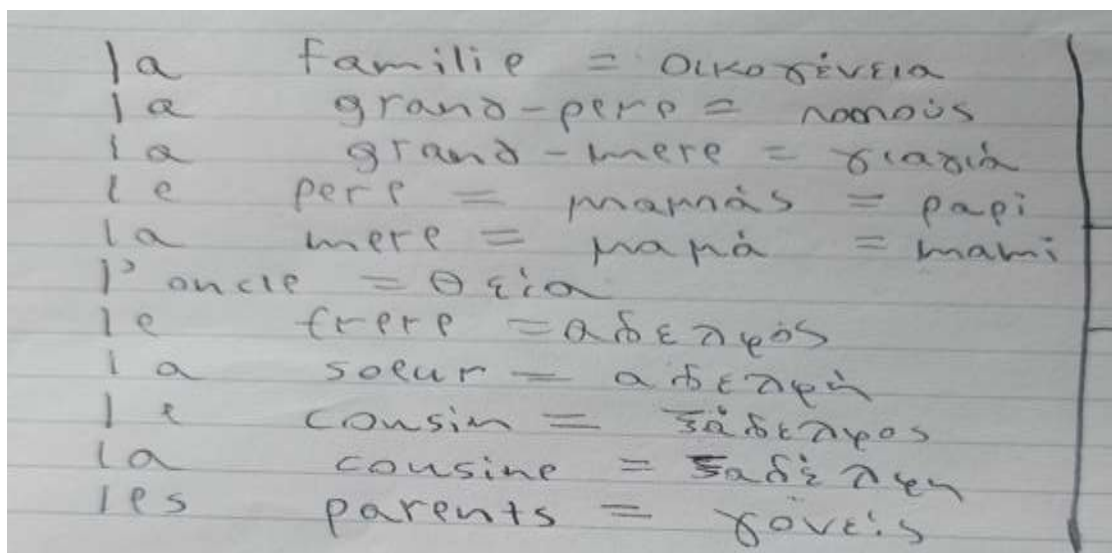 la familie = οικογένεια
la grand-pere = παππούς
la grand-mere = γιαγιά
le pere = μπαμπάς = papi
la mere = μαμά = mami
l'oncle = θεία
le frere = αδελφός
la soeur = αδελφή
le cousin = ξάδελφος
la cousine = ξαδέλφη
les parents = γόνείς